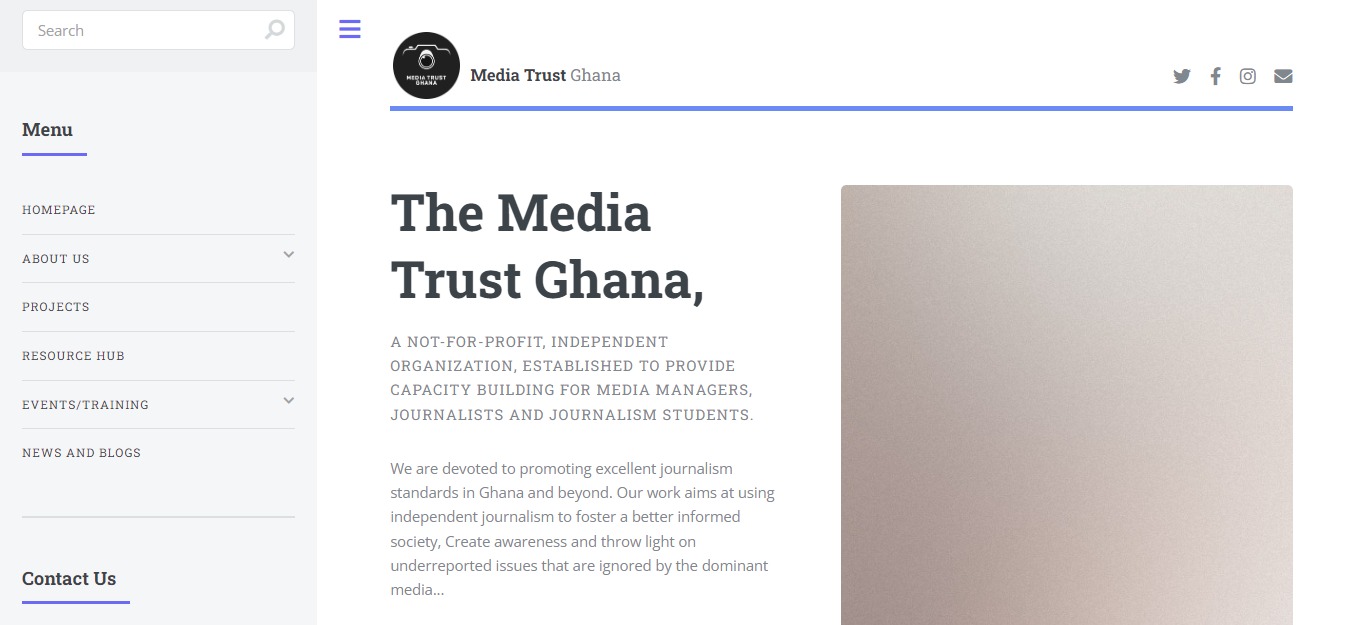 Search
Menu
HOMEPAGE
ABOUT US
PROJECTS
RESOURCE HUB
EVENTS/TRAINING
NEWS AND BLOGS
Contact Us
MEDIA TRUST
GHANA
Media Trust Ghana
The Media
Trust Ghana,
A NOT-FOR-PROFIT, INDEPENDENT
ORGANIZATION, ESTABLISHED TO PROVIDE
CAPACITY BUILDING FOR MEDIA MANAGERS,
JOURNALISTS AND JOURNALISM STUDENTS.
We are devoted to promoting excellent journalism
standards in Ghana and beyond. Our work aims at using
independent journalism to foster a better informed
society, Create awareness and throw light on
underreported issues that are ignored by the dominant
media...